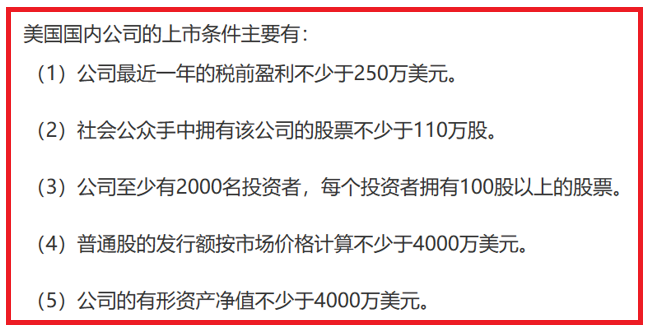 美国国内公司的上市条件主要有：
（1）公司最近一年的税前盈利不少于250万美元。
（2）社会公众手中拥有该公司的股票不少于110万股。
（3）公司至少有2000名投资者，每个投资者拥有100股以上的股票。
（4）普通股的发行额按市场价格计算不少于4000万美元。
（5）公司的有形资产净值不少于4000万美元。